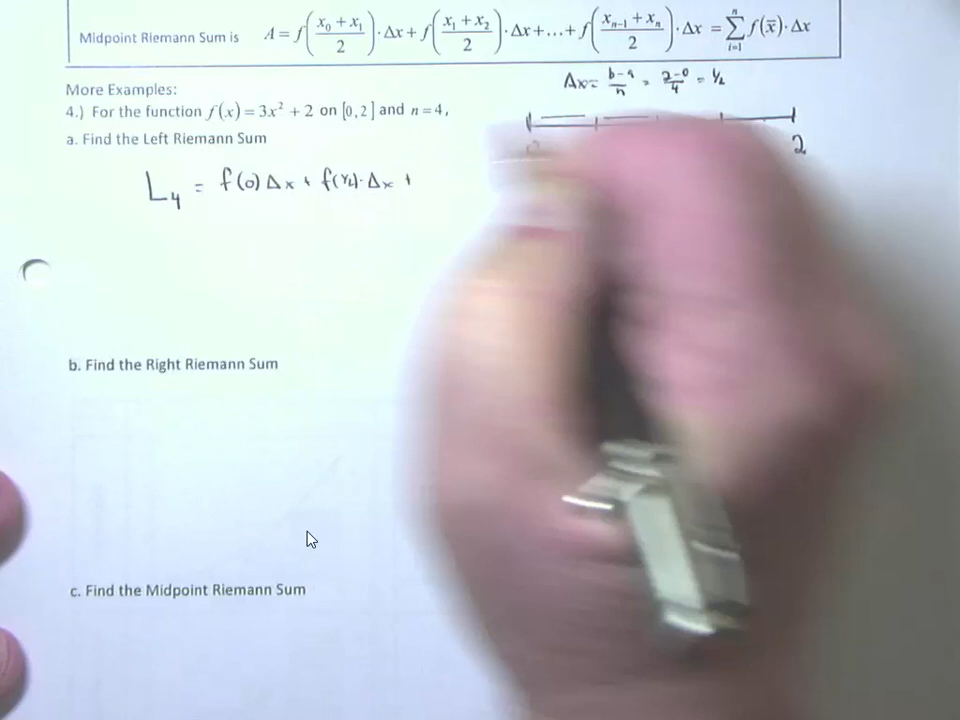 Midpoint Riemann Sum is A = f((x₀ + x₁)/2)·Δx + f((x₁ + x₂)/2)·Δx + ... + f((xₙ₋₁ + xₙ)/2)·Δx = ∑ᵢ₌₁ⁿ f(x̅)·Δx
Δx = (b-a)/n = (2-0)/4 = 1/2
More Examples:
4.) For the function f(x) = 3x² + 2 on [0, 2] and n = 4,
a. Find the Left Riemann Sum
2
L₄ = f(0) Δx + f(1/2)·Δx +
b. Find the Right Riemann Sum
c. Find the Midpoint Riemann Sum